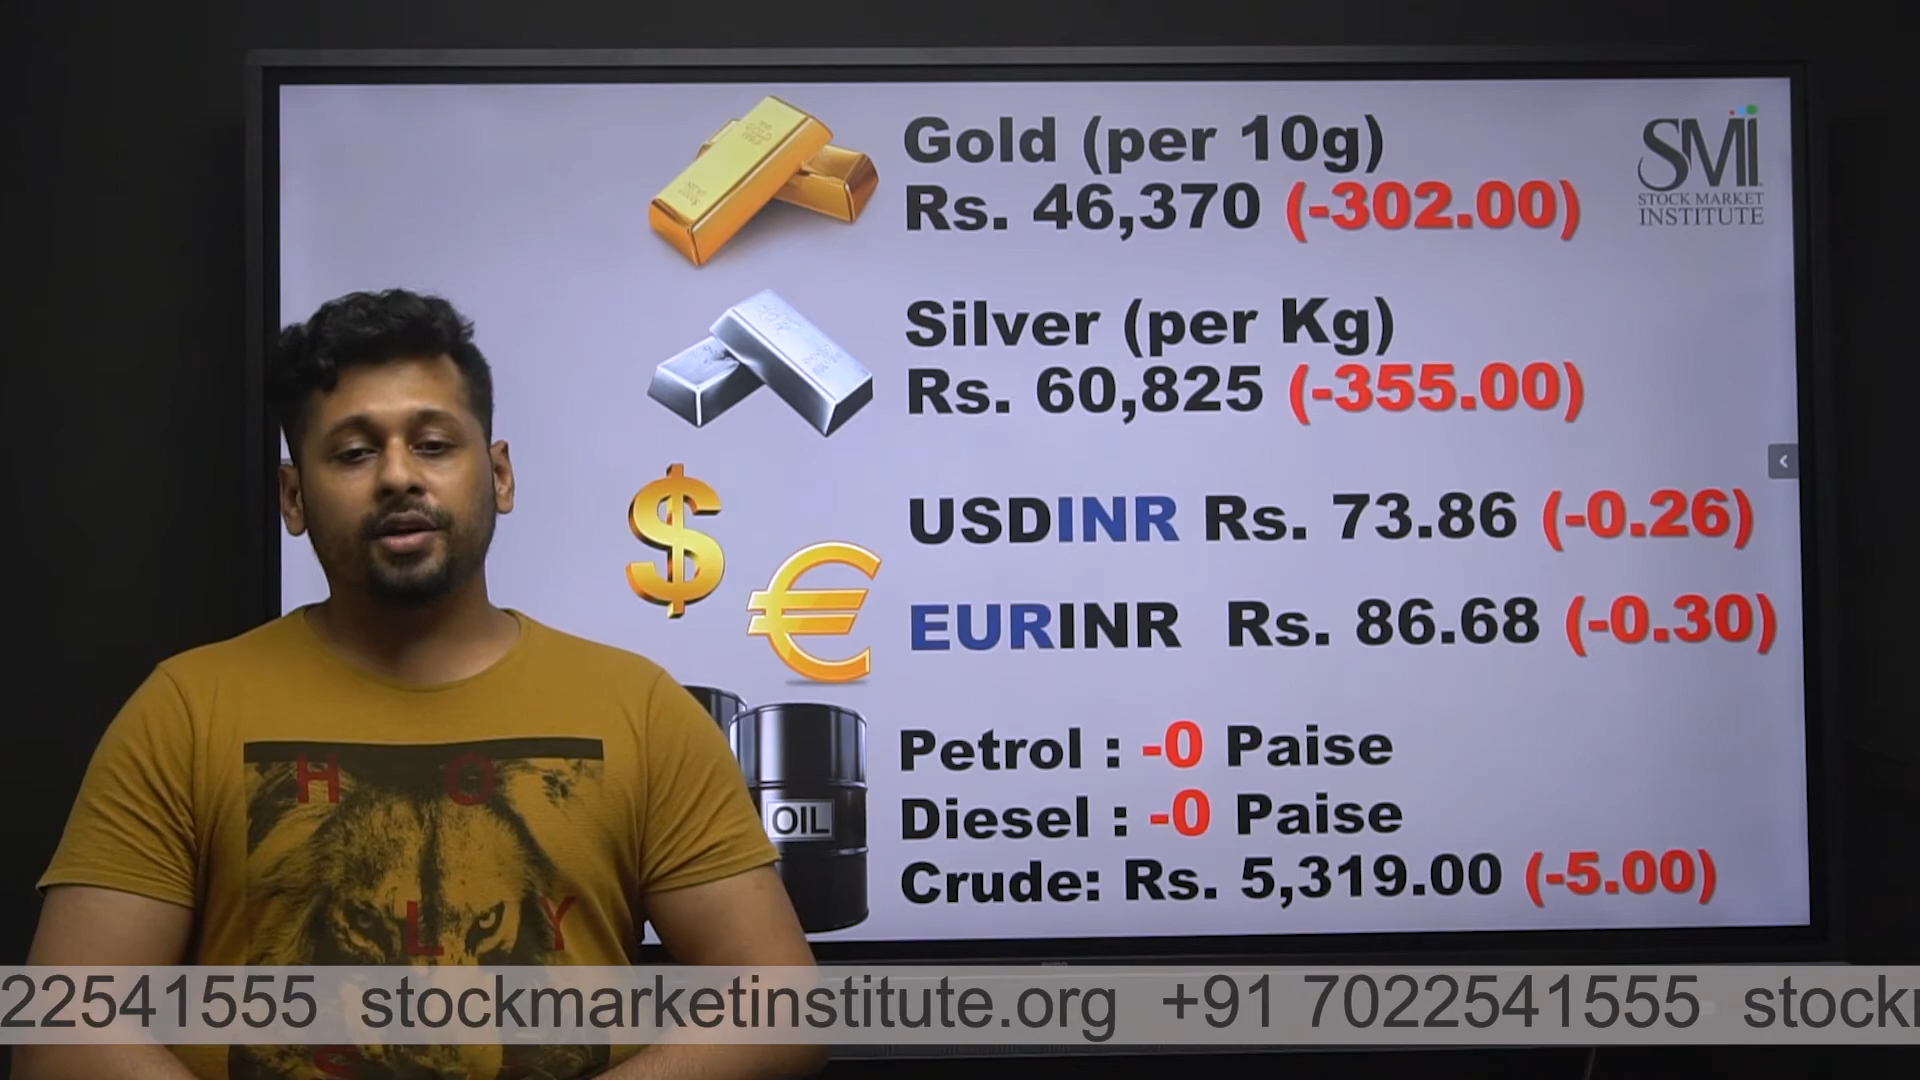 Gold (per 10g)
Rs. 46,370 (-302.00)
SMI
STOCK MARKET
INSTITUTE
Silver (per Kg)
Rs. 60,825 (-355.00)
USDINR Rs. 73.86 (-0.26)
EURINR Rs. 86.68 (-0.30)
Petrol : -0 Paise
Diesel : -0 Paise
Crude: Rs. 5,319.00 (-5.00)
OIL
H O
L Y
22541555 stockmarketinstitute.org +91 7022541555 stock